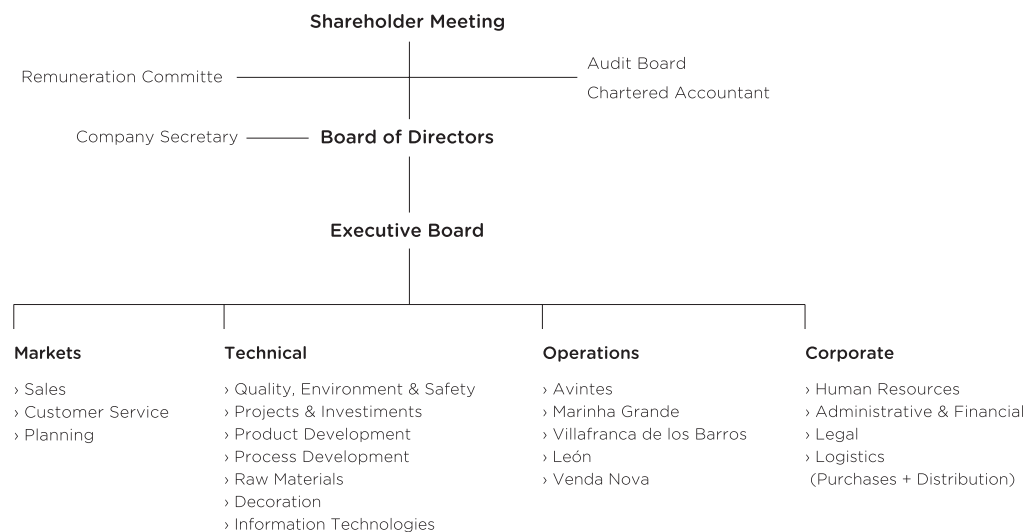 Shareholder Meeting
Remuneration Committe
Audit Board
Chartered Accountant
Company Secretary
Board of Directors
Executive Board
Markets
› Sales
› Customer Service
› Planning
Technical
› Quality, Environment & Safety
› Projects & Investiments
› Product Development
› Process Development
› Raw Materials
› Decoration
› Information Technologies
Operations
› Avintes
› Marinha Grande
› Villafranca de los Barros
› León
› Venda Nova
Corporate
› Human Resources
› Administrative & Financial
› Legal
› Logistics
(Purchases + Distribution)